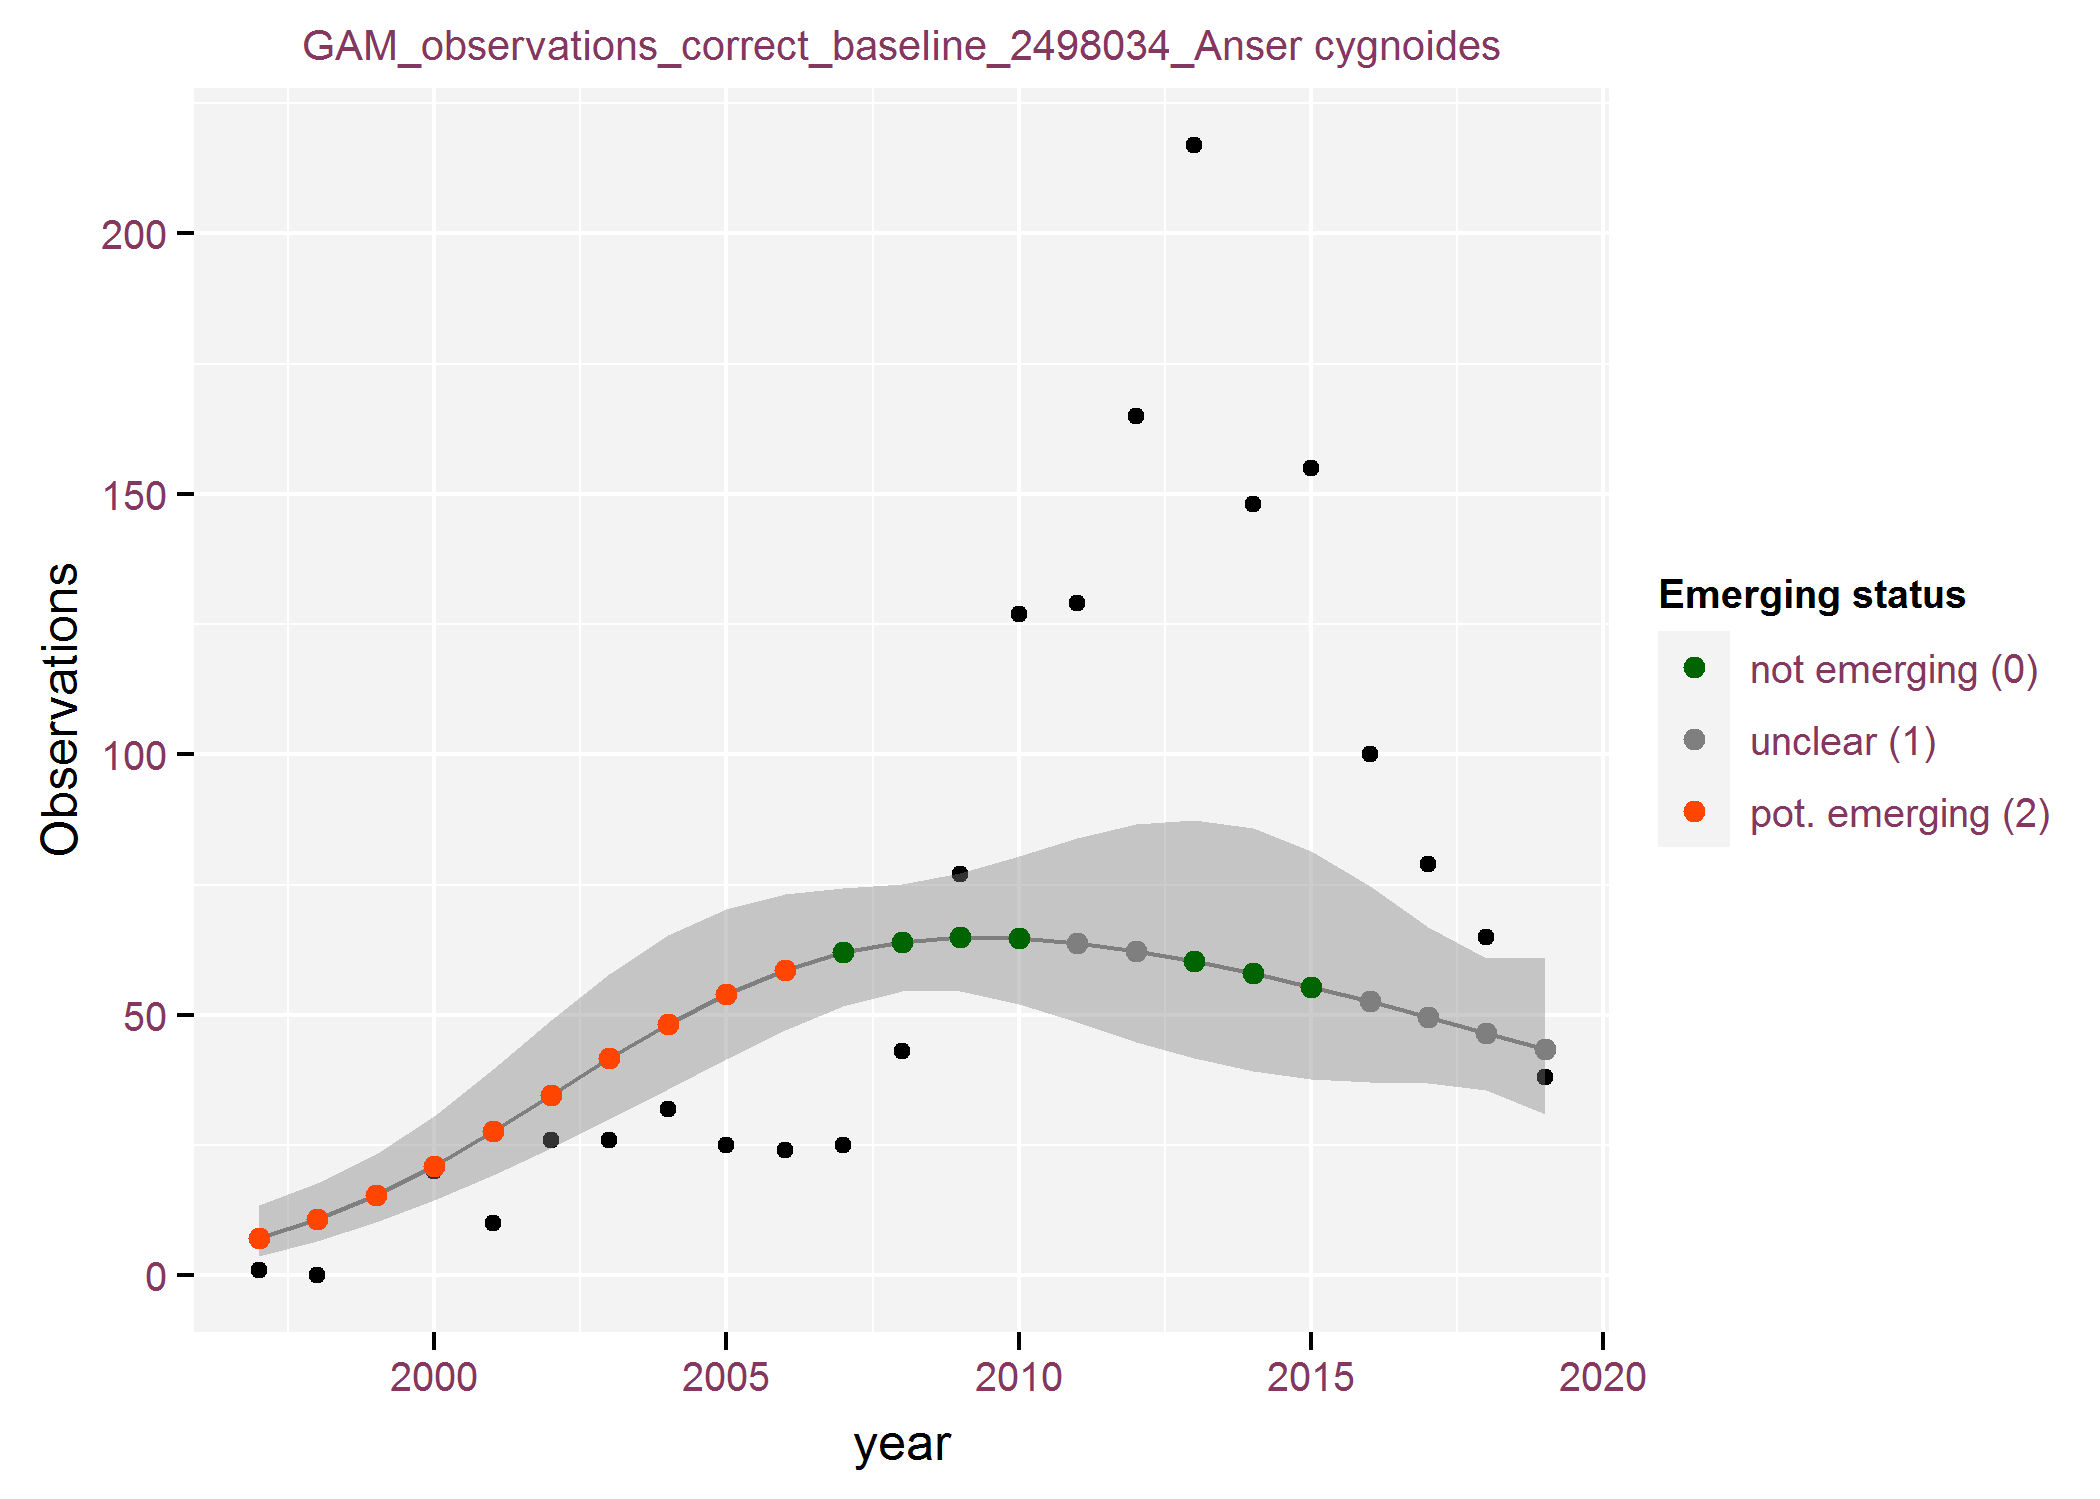 GAM_observations_correct_baseline_2498034_Anser cygnoides
200
150
100
50
0
Observations
2000
2005
2010
2015
2020
year
Emerging status
not emerging (0)
unclear (1)
pot. emerging (2)